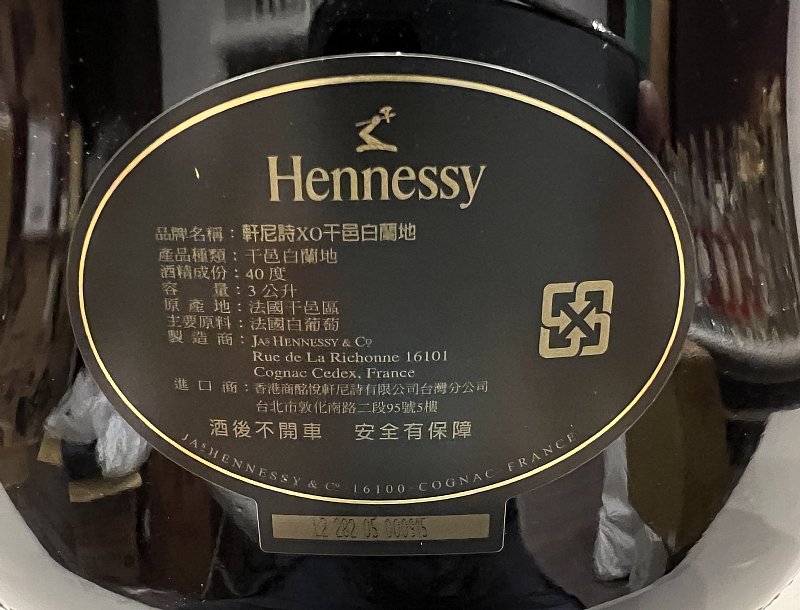 Hennessy
品牌名稱：軒尼詩XO干邑白蘭地
產品種類：干邑白蘭地
酒精成份：40 度
容　量：3 公升
原 產 地：法國干邑區
主要原料：法國白葡萄
製 造 商：JAs HENNESSY & Co
Rue de La Richonne 16101
Cognac Cedex, France
進 口 商：香港商酩悅軒尼詩有限公司台灣分公司
台北市敦化南路二段95號5樓
酒後不開車　安全有保障
JAs HENNESSY & Co · 16100 · COGNAC · FRANCE
L2 282 05 000915